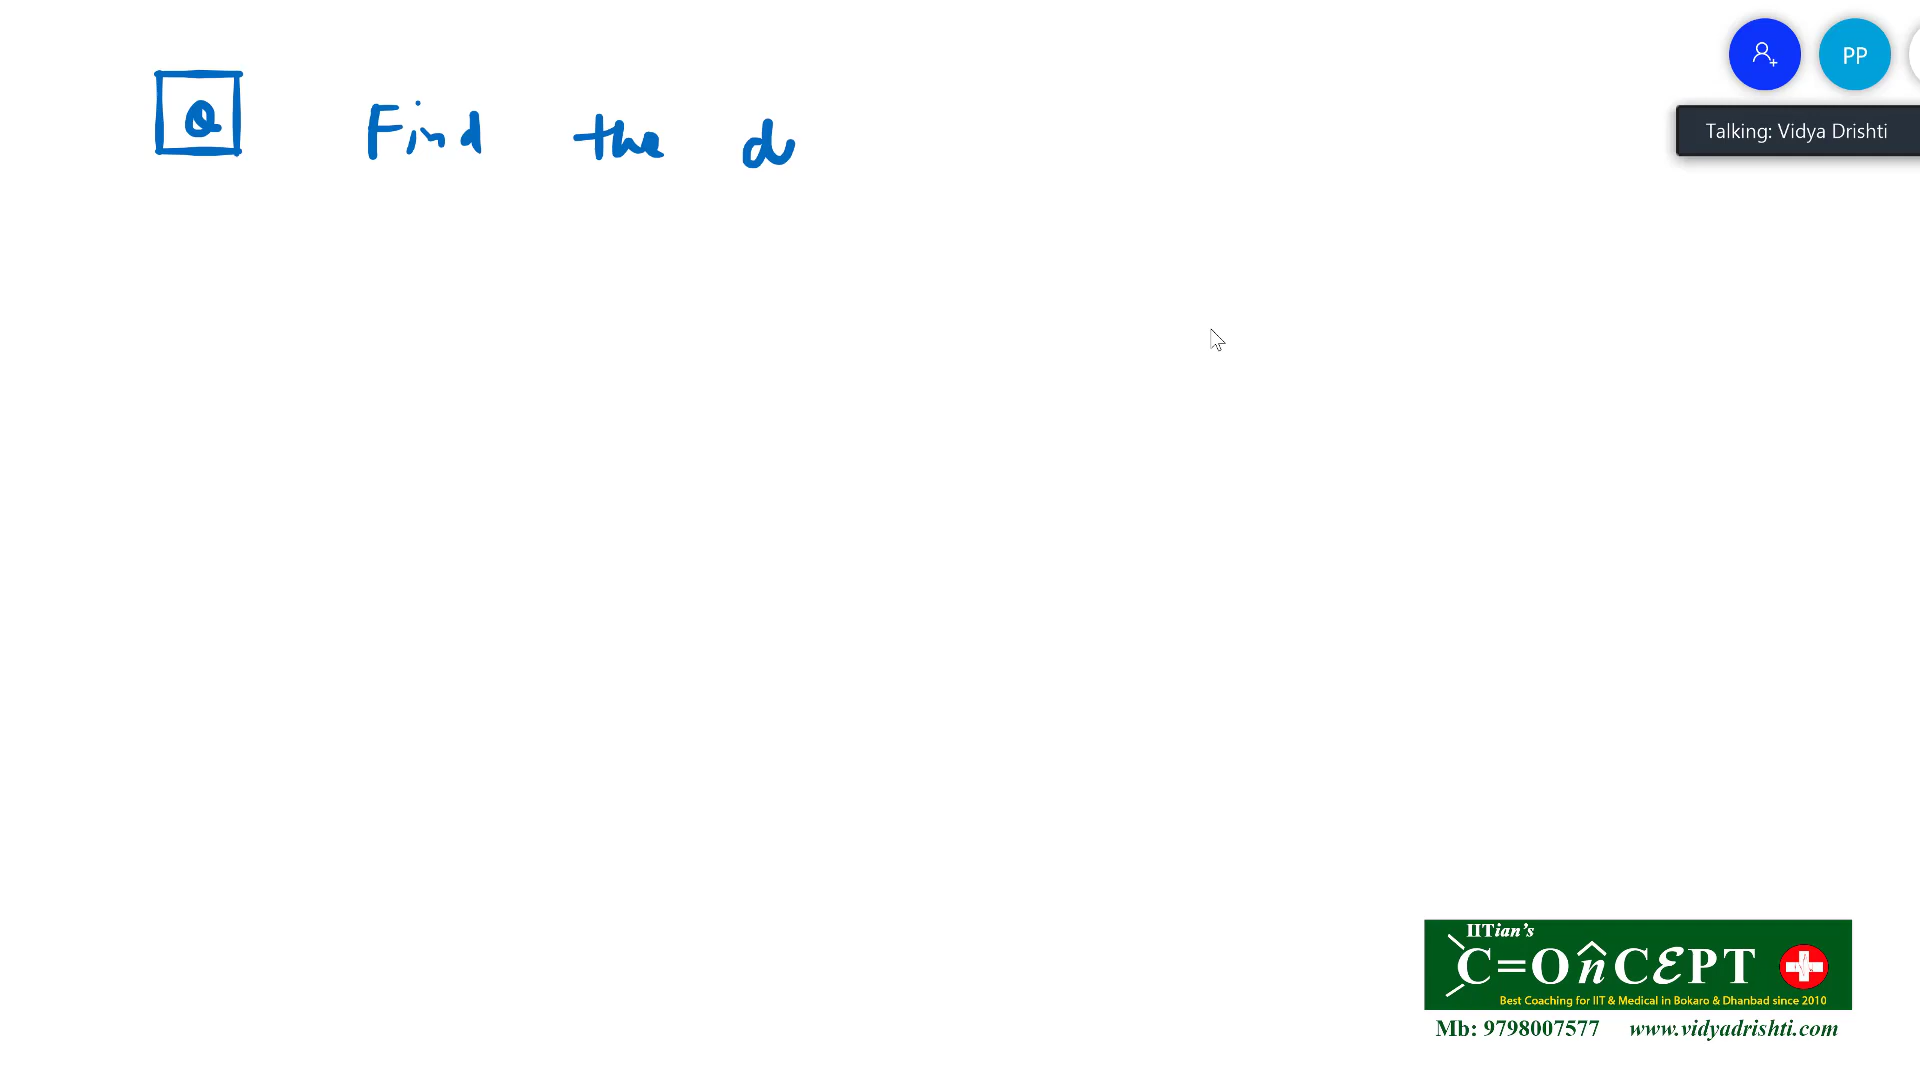 Q Find the d
PP
Talking: Vidya Drishti
IITian's
C=OnCEPT
Best Coaching for IIT & Medical in Bokaro & Dhanbad since 2010
Mb: 9798007577 www.vidyadrishti.com